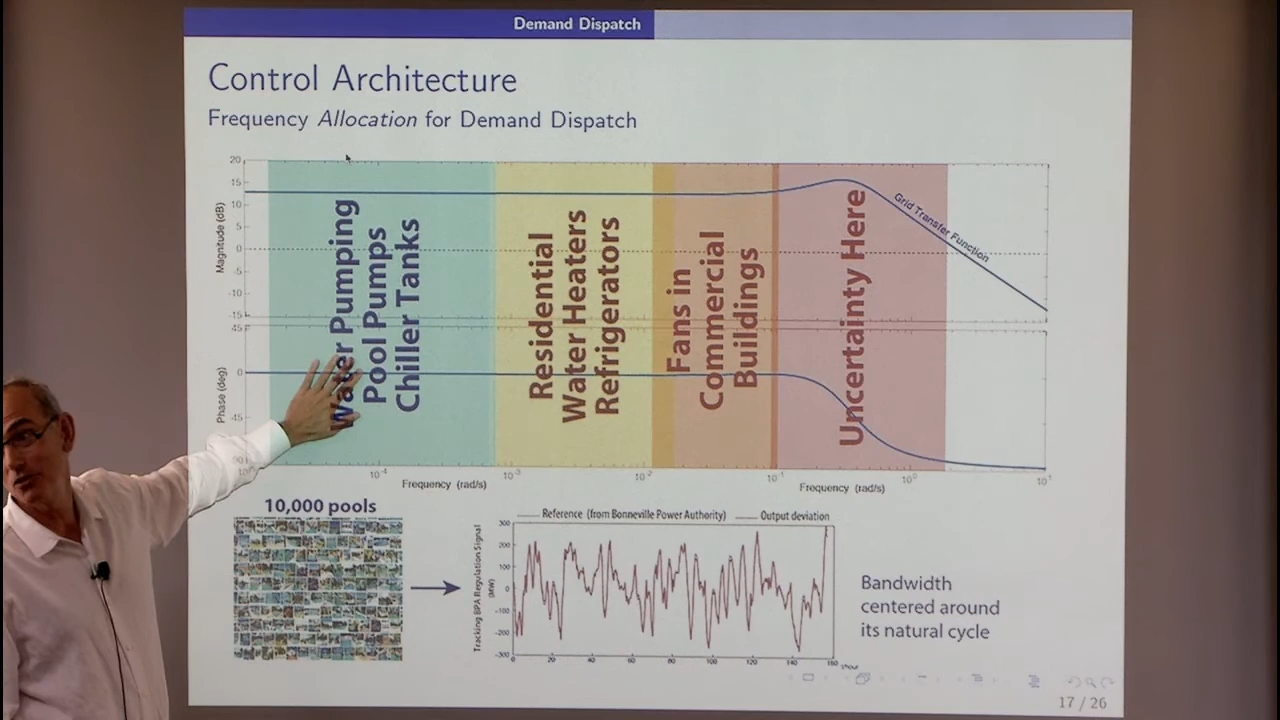 Demand Dispatch
Control Architecture
Frequency Allocation for Demand Dispatch
20
15
10
5
0
-5
-10
-15
Magnitude (dB)
Grid Transfer Function
Water Pumping
Pool Pumps
Chiller Tanks
Residential
Water Heaters
Refrigerators
Fans in
Commercial
Buildings
Uncertainty Here
45
0
45
90
Phase (deg)
10⁻⁴
10⁻³
10⁻²
10⁻¹
10⁰
10¹
Frequency (rad/s)
Frequency (rad/s)
10,000 pools
Reference (from Bonneville Power Authority)
Output deviation
Tracking BPA Regulation Signal
(MW)
300
200
100
0
-100
-200
-300
0 20 40 60 80 100 120 140 160
Bandwidth
centered around
its natural cycle
17 / 26